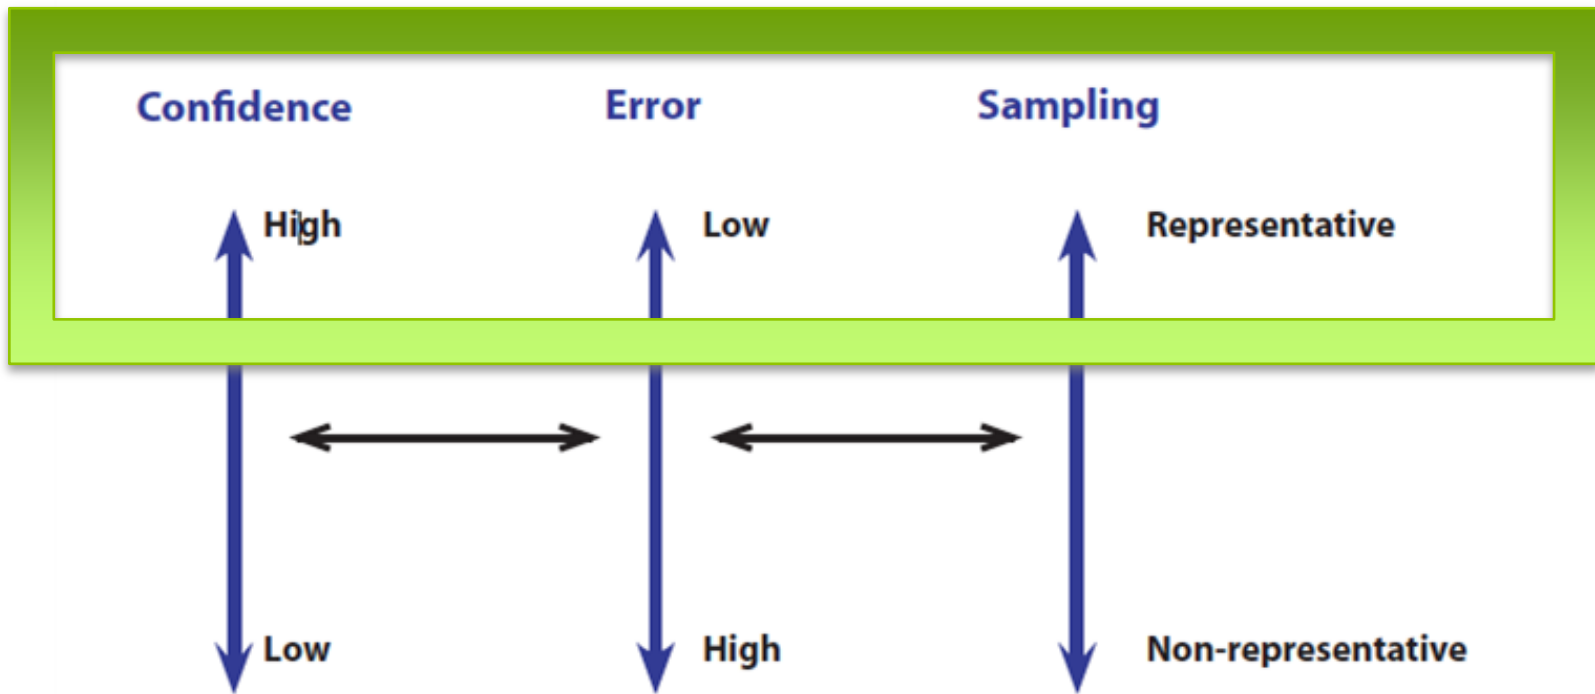 Confidence Error Sampling
High Low Representative
Low High Non-representative